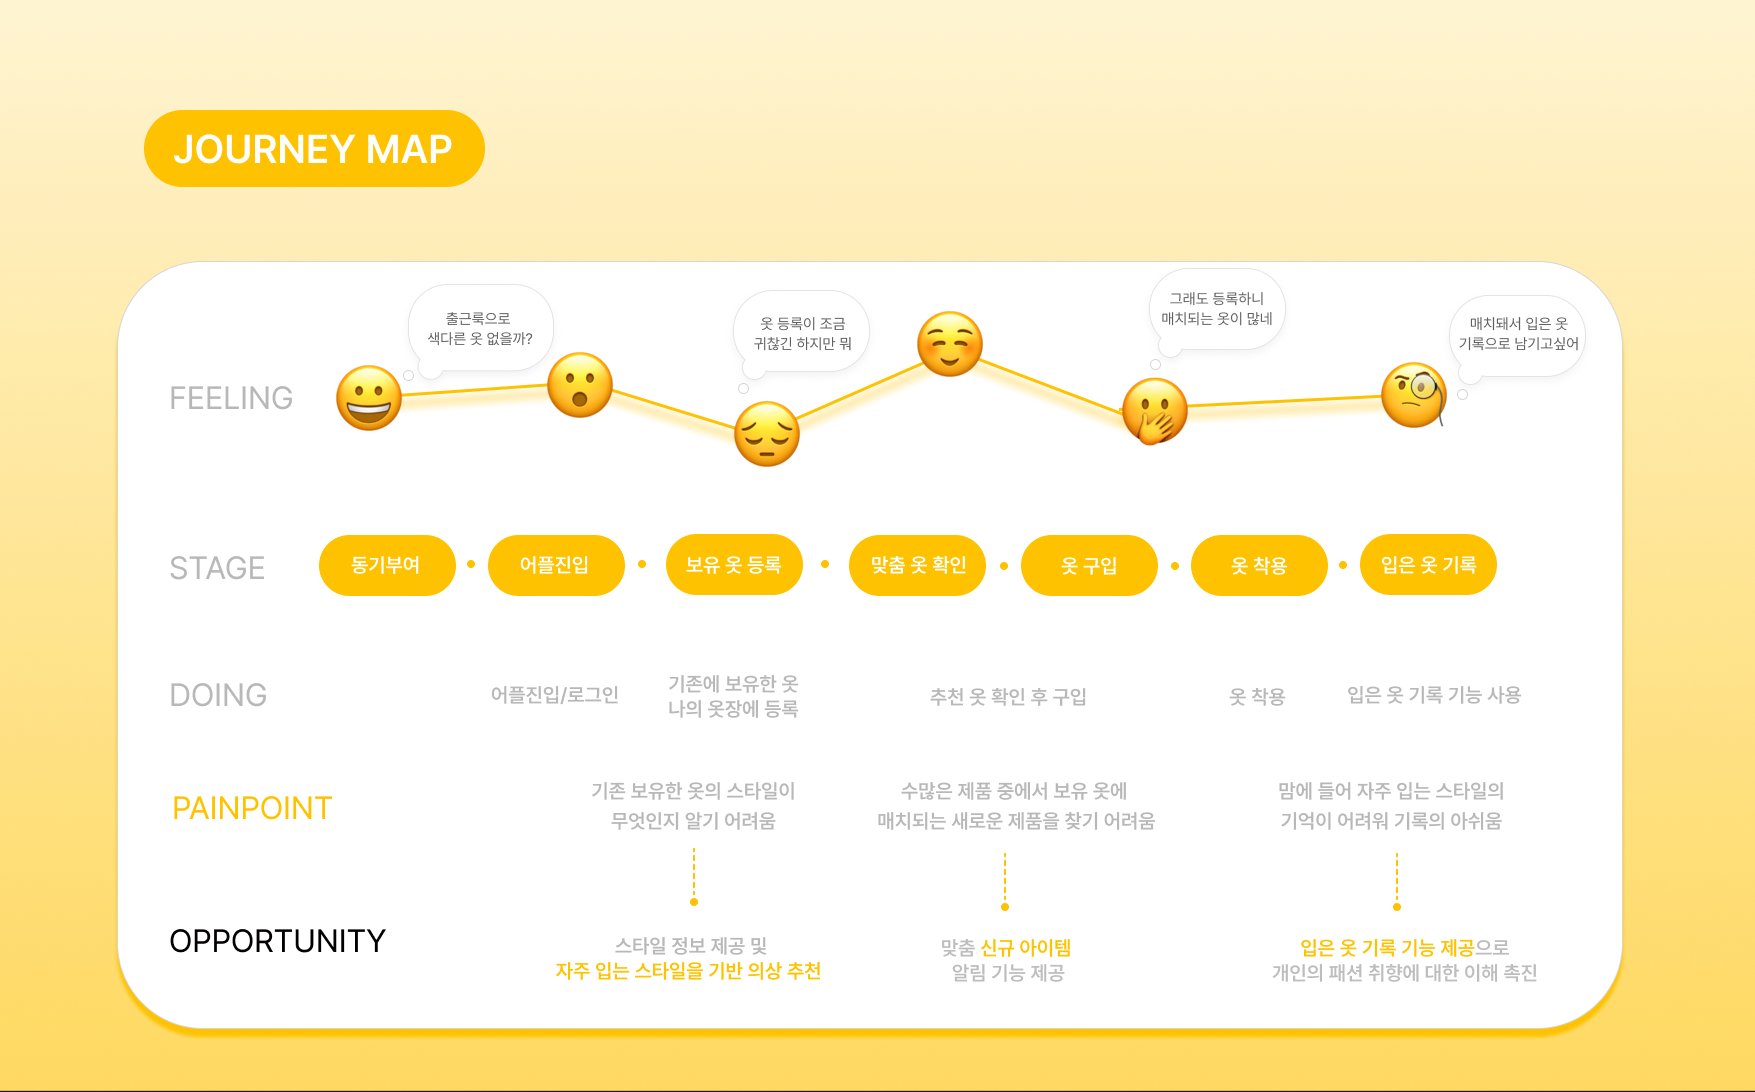 JOURNEY MAP
출근룩으로
색다른 옷 없을까?
옷 등록이 조금
귀찮긴 하지만 뭐
그래도 등록하니
매치되는 옷이 많네
매치돼서 입은 옷
기록으로 남기고싶어
FEELING
STAGE
동기부여
어플진입
보유 옷 등록
맞춤 옷 확인
옷 구입
옷 착용
입은 옷 기록
DOING
어플진입/로그인
기존에 보유한 옷
나의 옷장에 등록
추천 옷 확인 후 구입
옷 착용
입은 옷 기록 기능 사용
PAINPOINT
기존 보유한 옷의 스타일이
무엇인지 알기 어려움
수많은 제품 중에서 보유 옷에
매치되는 새로운 제품을 찾기 어려움
맘에 들어 자주 입는 스타일의
기억이 어려워 기록의 아쉬움
OPPORTUNITY
스타일 정보 제공 및
자주 입는 스타일을 기반 의상 추천
맞춤 신규 아이템
알림 기능 제공
입은 옷 기록 기능 제공으로
개인의 패션 취향에 대한 이해 촉진